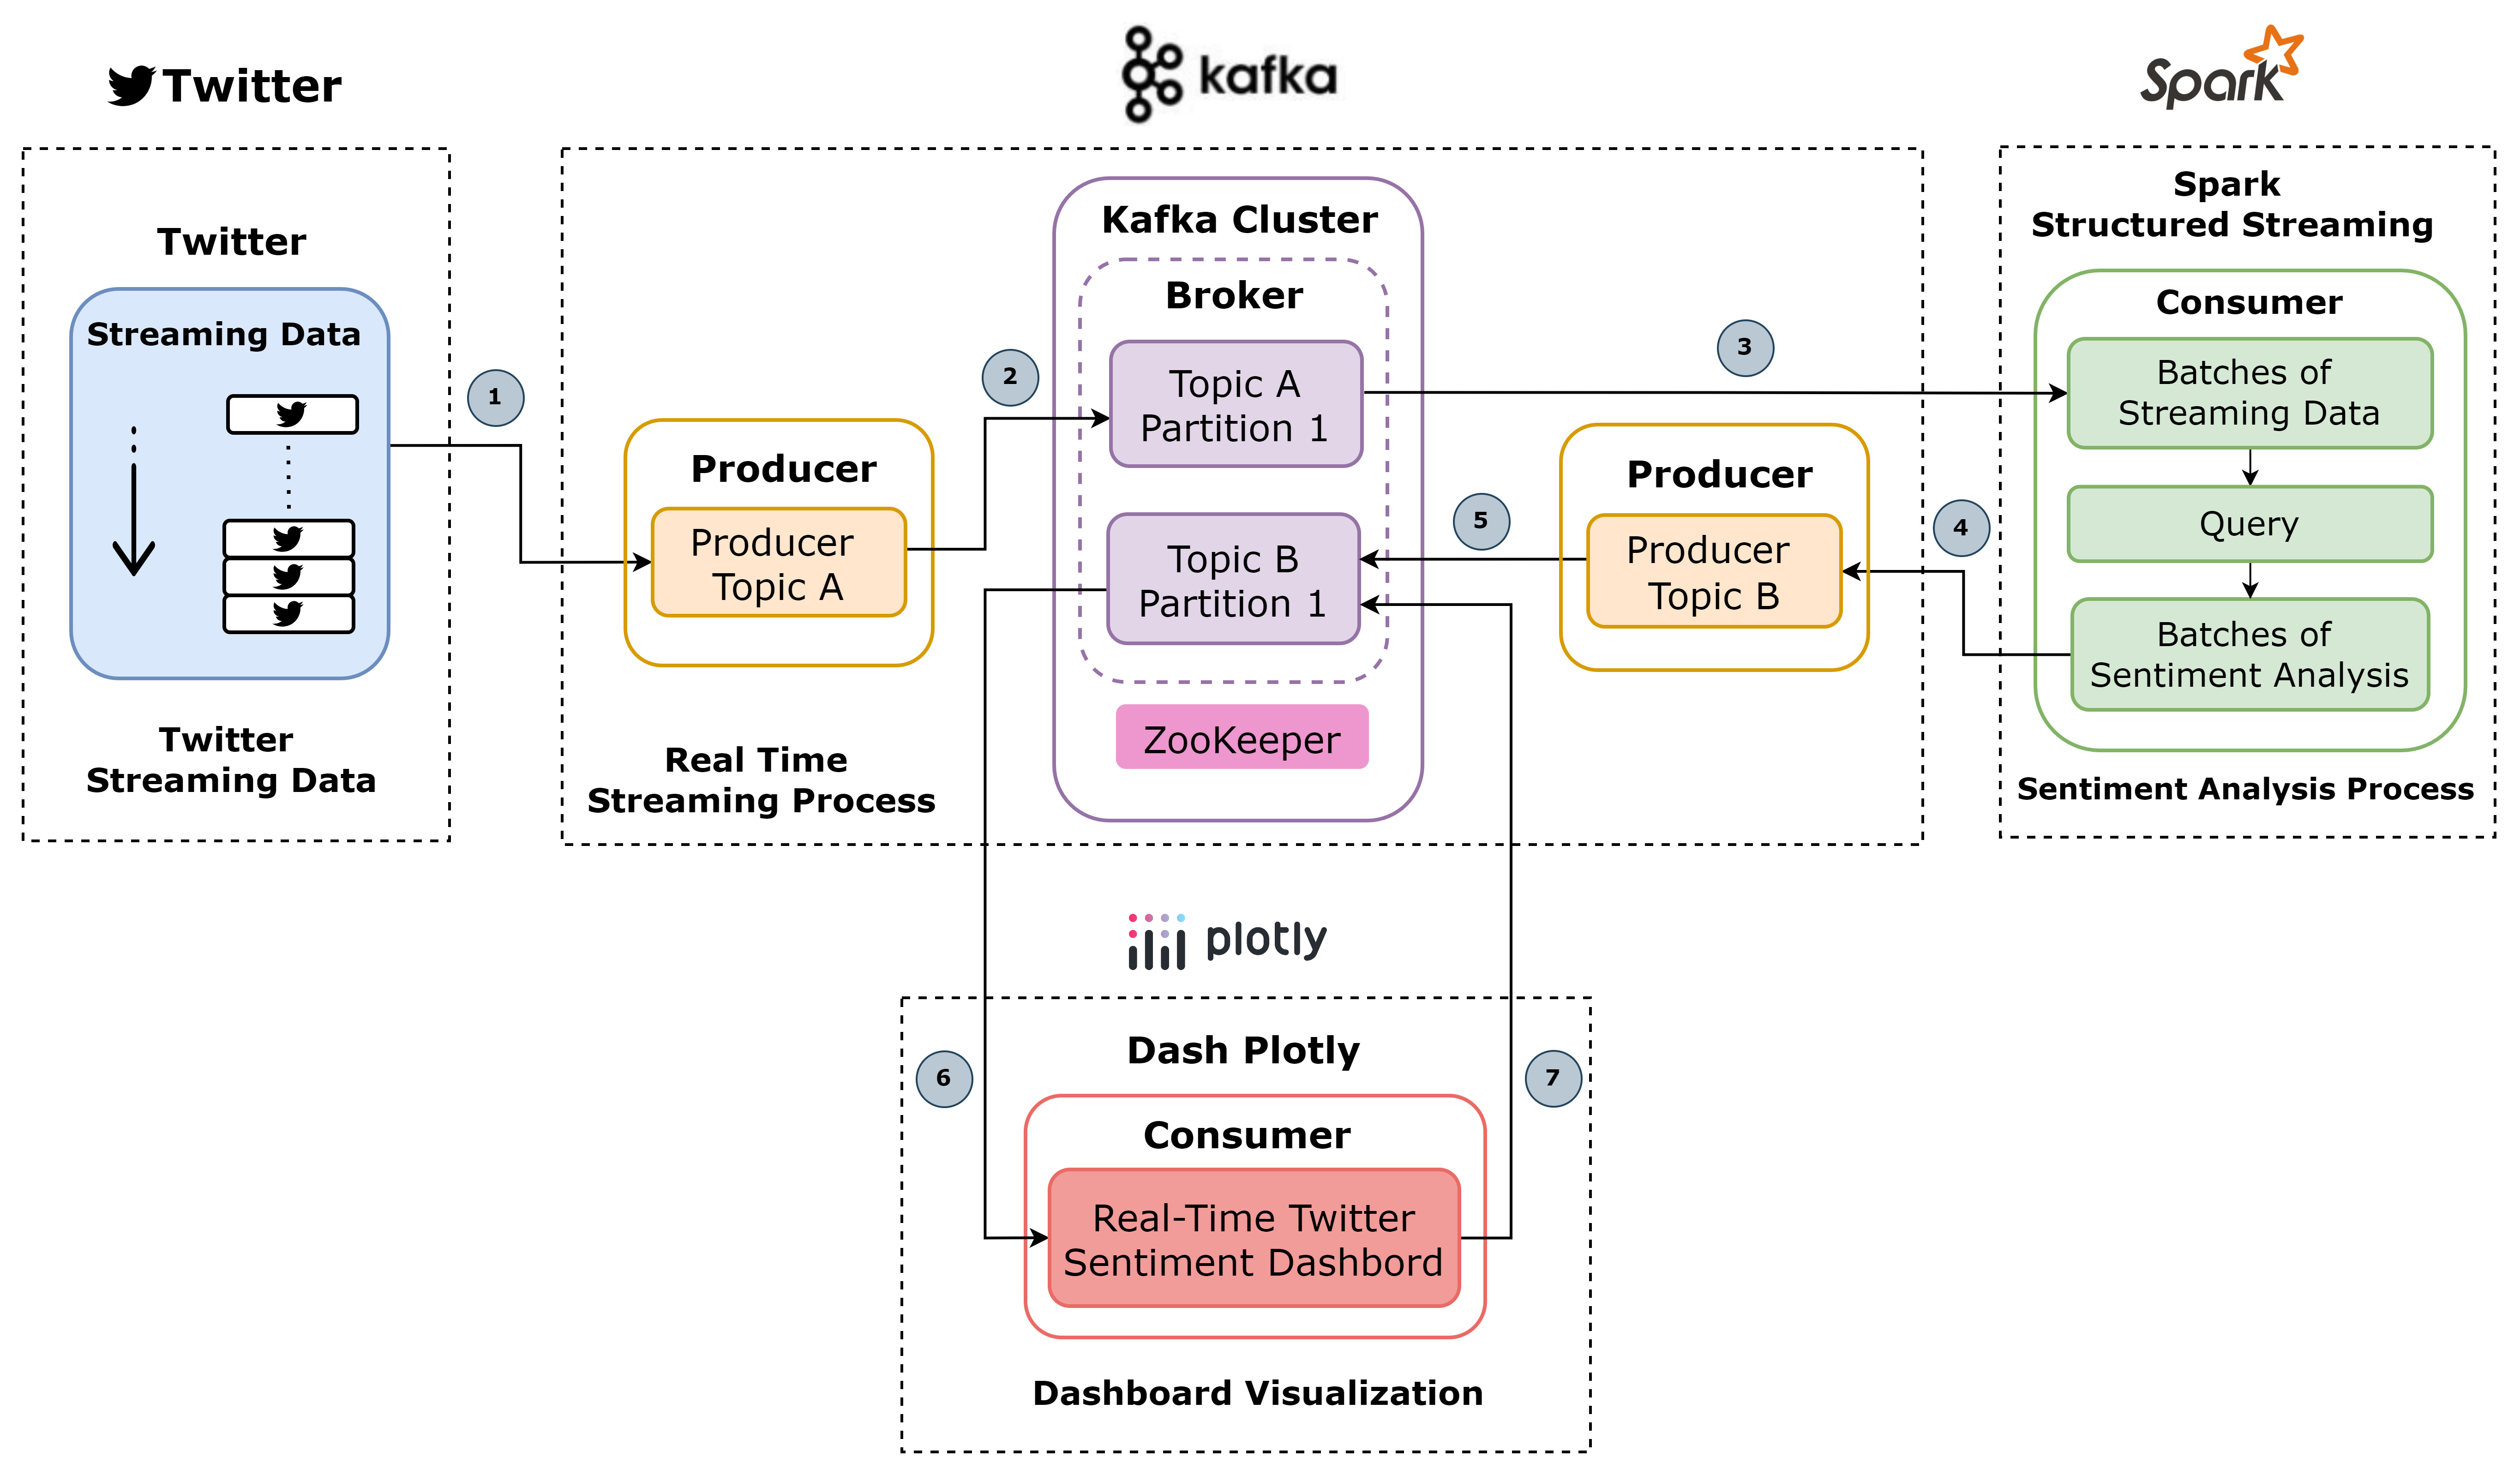 Twitter
kafka
Spark
Twitter
Streaming Data
Twitter
Streaming Data
1
Producer
Producer
Topic A
Real Time
Streaming Process
2
Kafka Cluster
Broker
Topic A
Partition 1
Topic B
Partition 1
ZooKeeper
3
5
Producer
Producer
Topic B
4
Spark
Structured Streaming
Consumer
Batches of
Streaming Data
Query
Batches of
Sentiment Analysis
Sentiment Analysis Process
plotly
6
Dash Plotly
7
Consumer
Real-Time Twitter
Sentiment Dashbord
Dashboard Visualization